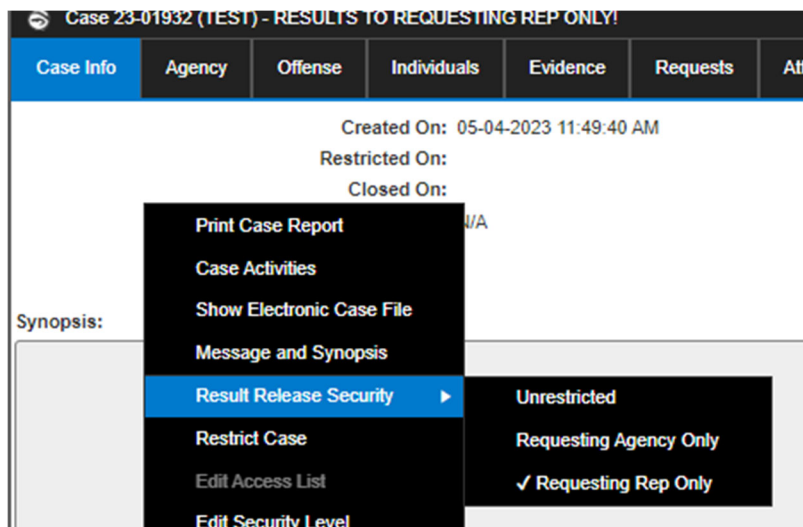 Case 23-01932 (TEST) - RESULTS TO REQUESTING REP ONLY!
Case Info Agency Offense Individuals Evidence Requests
Created On: 05-04-2023 11:49:40 AM
Restricted On:
Closed On:
N/A
Synopsis:
Print Case Report
Case Activities
Show Electronic Case File
Message and Synopsis
Result Release Security ▶
Restrict Case
Edit Access List
Edit Security Level
Unrestricted
Requesting Agency Only
✓ Requesting Rep Only